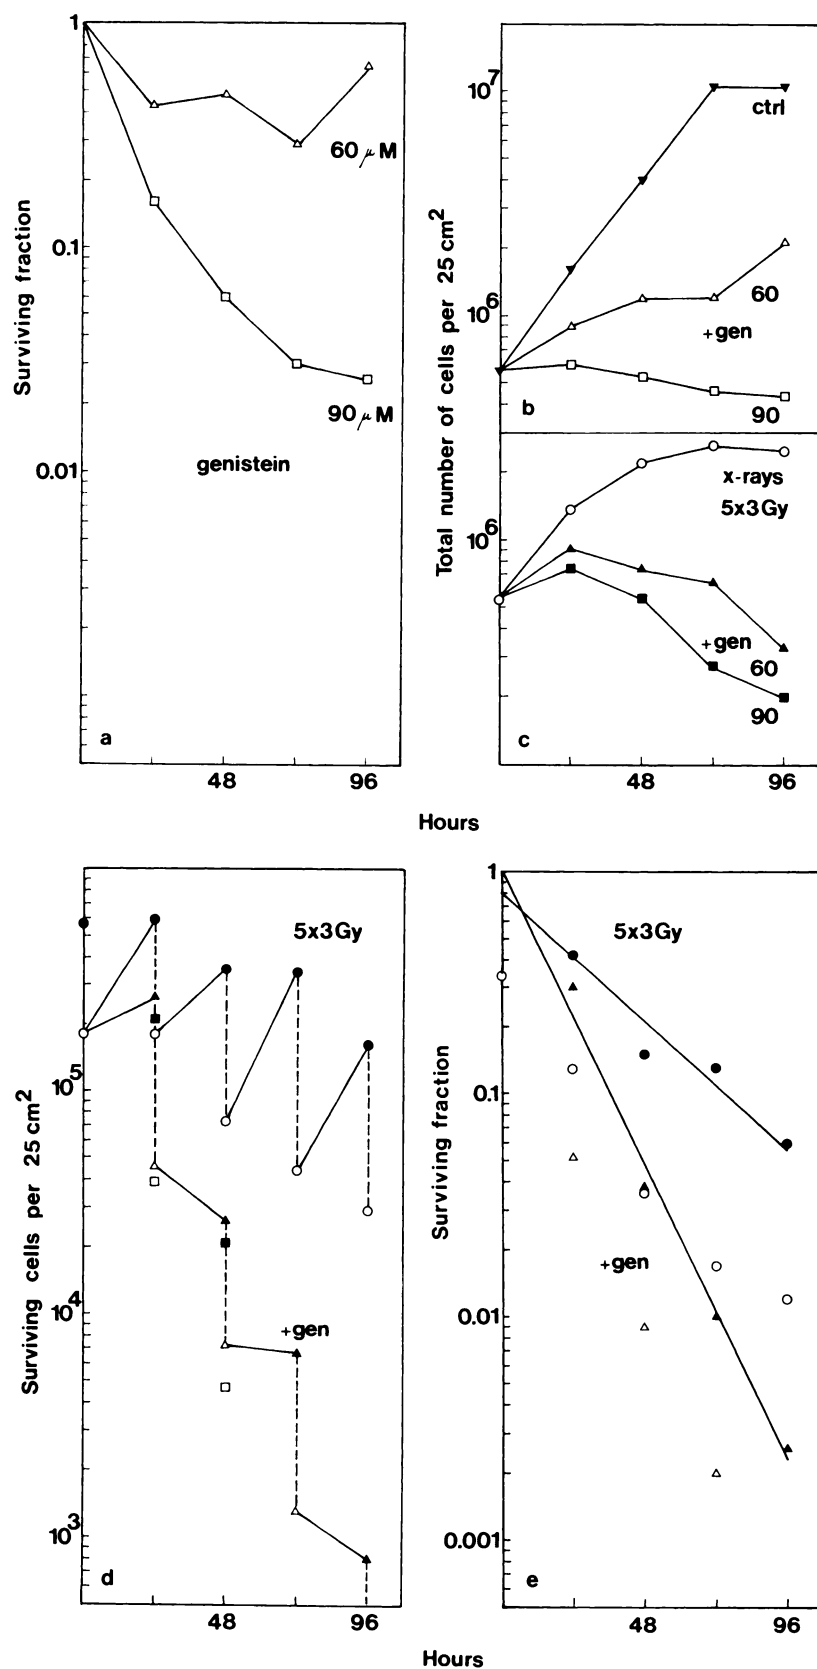 1
0.1
0.01
Surviving fraction
60 μM
90 μM
genistein
a
48
96
10⁷
10⁶
10⁶
Total number of cells per 25 cm²
ctrl
60
+gen
b
90
x-rays
5x3Gy
+gen
60
90
c
48
96
Hours
10⁵
10⁴
10³
Surviving cells per 25 cm²
5x3Gy
+gen
d
48
96
1
0.1
0.01
0.001
Surviving fraction
5x3Gy
+gen
e
48
96
Hours